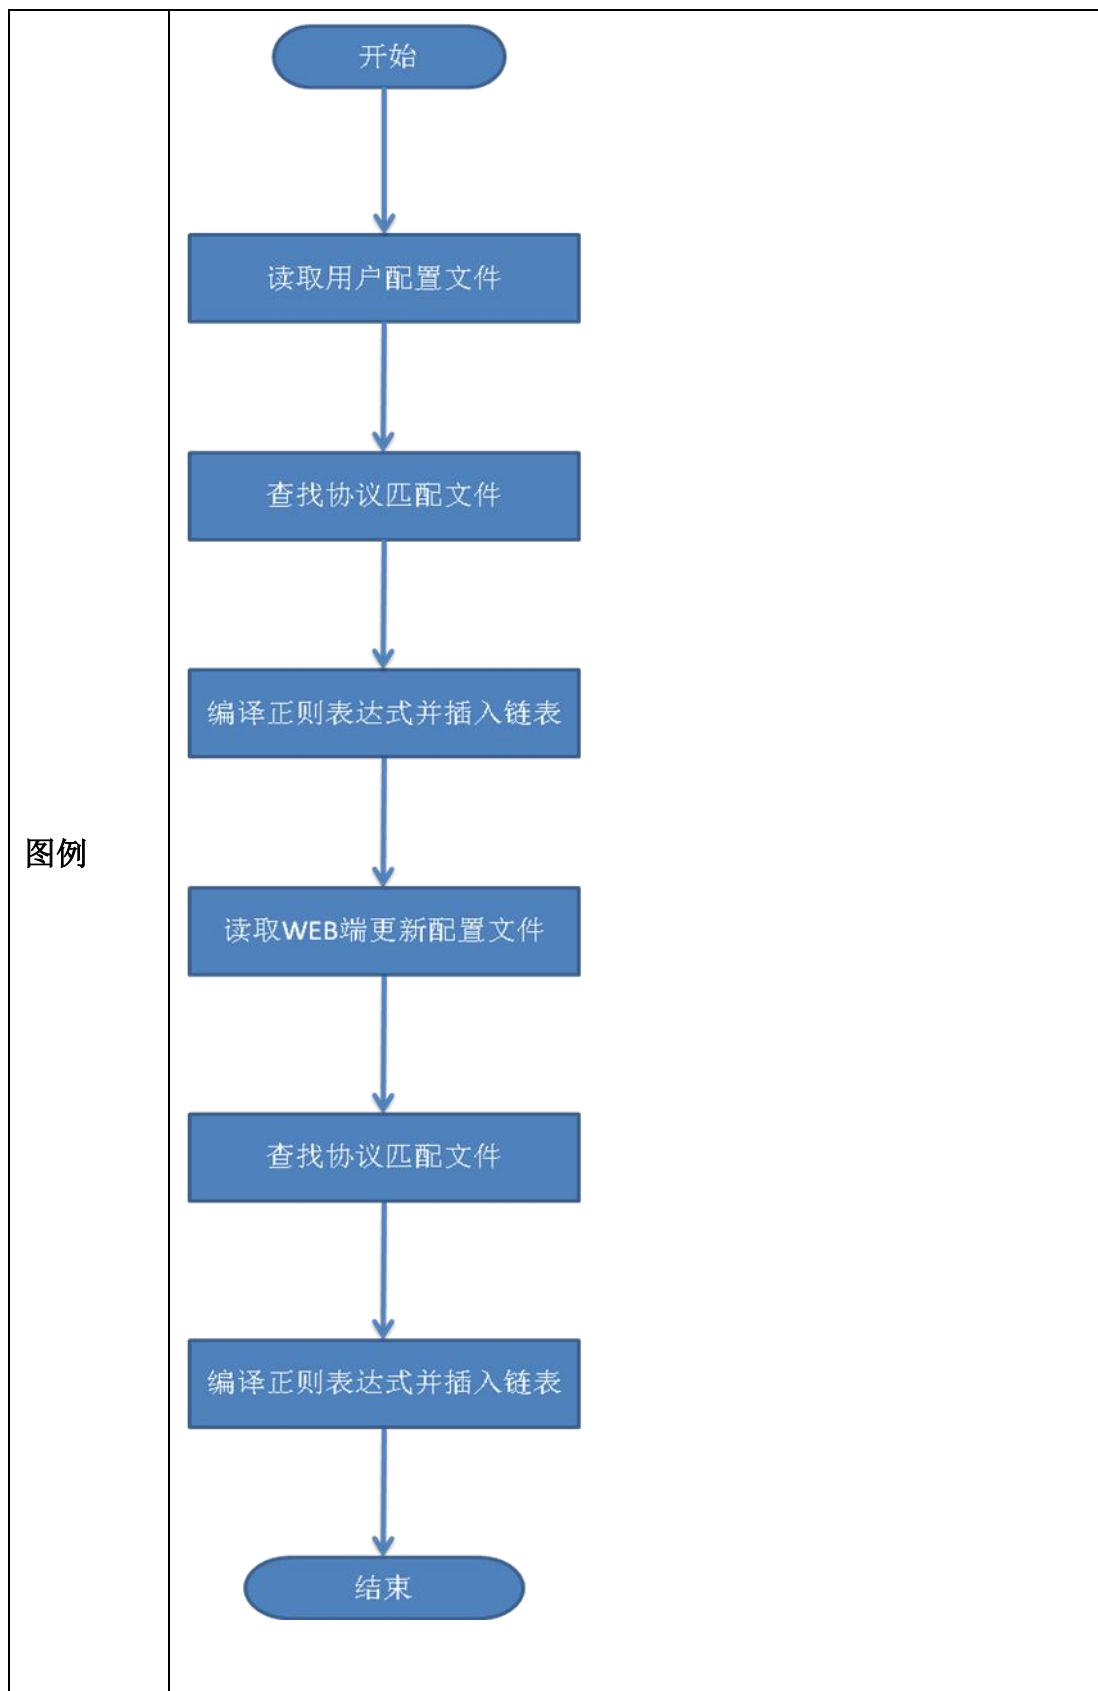 开始
读取用户配置文件
查找协议匹配文件
编译正则表达式并插入链表
图例
读取WEB端更新配置文件
查找协议匹配文件
编译正则表达式并插入链表
结束